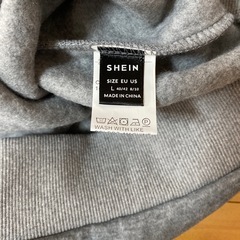 SHEIN
SIZE EU US
L 40/42 8/10
MADE IN CHINA
WASH WITH LIKE